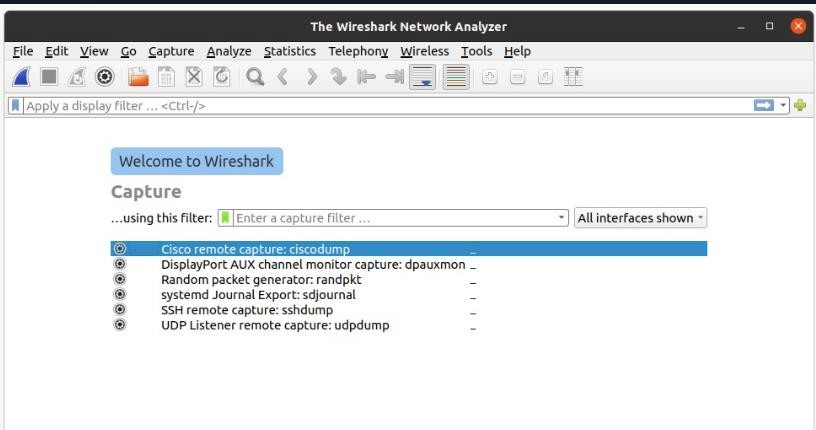 The Wireshark Network Analyzer
File Edit View Go Capture Analyze Statistics Telephony Wireless Tools Help
Apply a display filter … <Ctrl-/>
Welcome to Wireshark
Capture
…using this filter: Enter a capture filter … All interfaces shown
Cisco remote capture: ciscodump
DisplayPort AUX channel monitor capture: dpauxmon
Random packet generator: randpkt
systemd Journal Export: sdjournal
SSH remote capture: sshdump
UDP Listener remote capture: udpdump